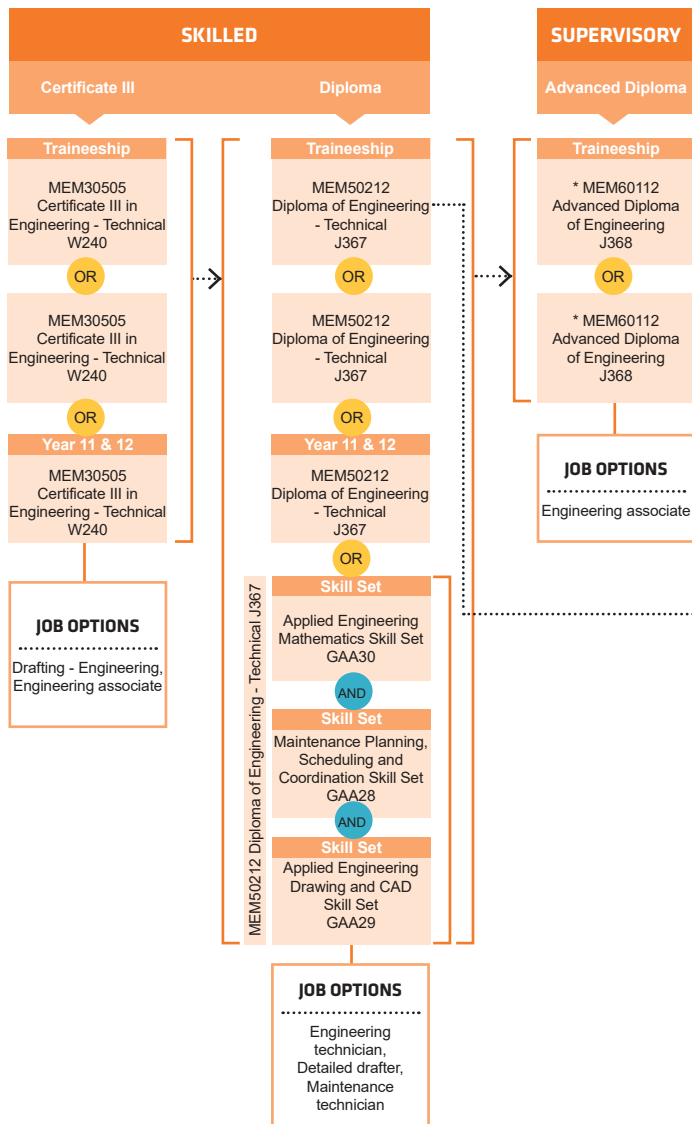 SKILLED
Certificate III
Diploma
Traineeship
MEM30505
Certificate III in
Engineering - Technical
W240
OR
MEM30505
Certificate III in
Engineering - Technical
W240
OR
Year 11 & 12
MEM30505
Certificate III in
Engineering - Technical
W240
JOB OPTIONS
Drafting - Engineering,
Engineering associate
Traineeship
MEM50212
Diploma of Engineering
- Technical
J367
OR
MEM50212
Diploma of Engineering
- Technical
J367
OR
Year 11 & 12
MEM50212
Diploma of Engineering
- Technical
J367
OR
MEM50212 Diploma of Engineering - Technical J367
Skill Set
Applied Engineering
Mathematics Skill Set
GAA30
AND
Skill Set
Maintenance Planning,
Scheduling and
Coordination Skill Set
GAA28
AND
Skill Set
Applied Engineering
Drawing and CAD
Skill Set
GAA29
JOB OPTIONS
Engineering
technician,
Detailed drafter,
Maintenance
technician
SUPERVISORY
Advanced Diploma
Traineeship
* MEM60112
Advanced Diploma
of Engineering
J368
OR
* MEM60112
Advanced Diploma
of Engineering
J368
JOB OPTIONS
Engineering associate